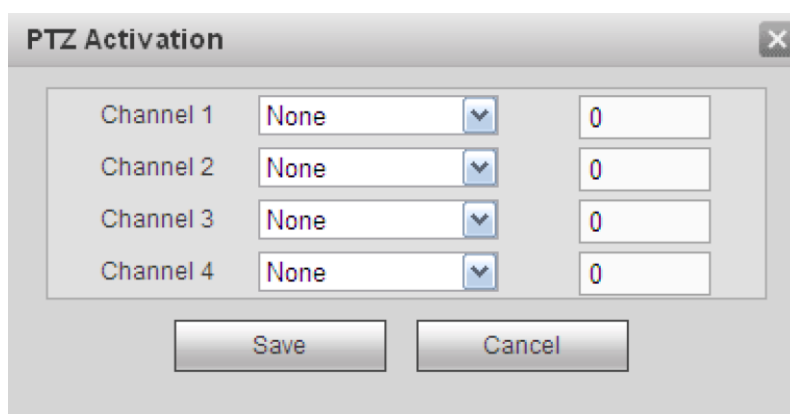 PTZ Activation
Channel 1 None 0
Channel 2 None 0
Channel 3 None 0
Channel 4 None 0
Save Cancel